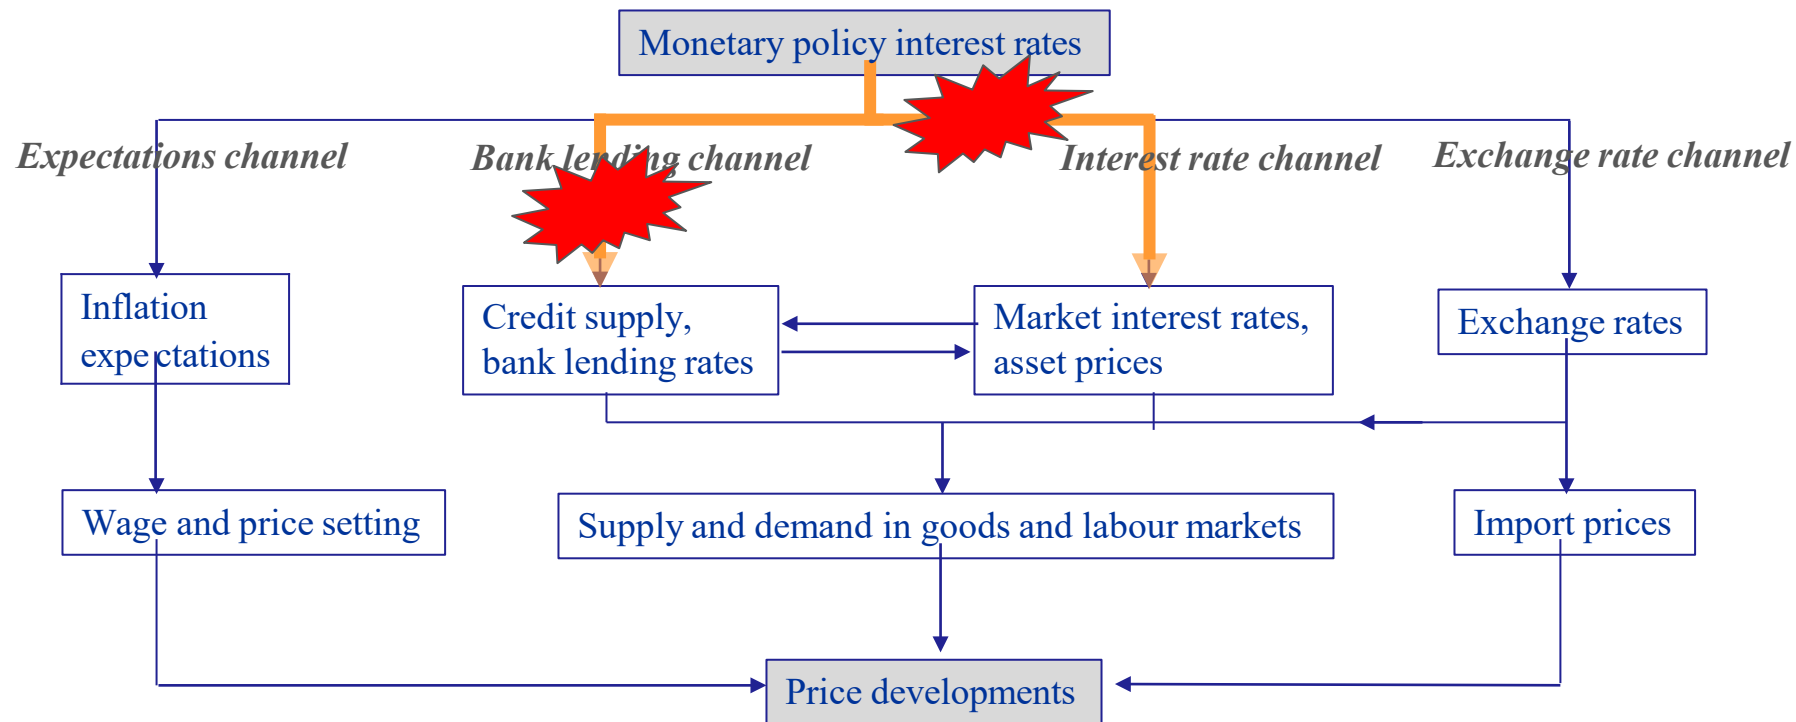 Monetary policy interest rates
Expectations channel
Bank lending channel
Interest rate channel
Exchange rate channel
Inflation
expectations
Credit supply,
bank lending rates
Market interest rates,
asset prices
Exchange rates
Wage and price setting
Supply and demand in goods and labour markets
Import prices
Price developments